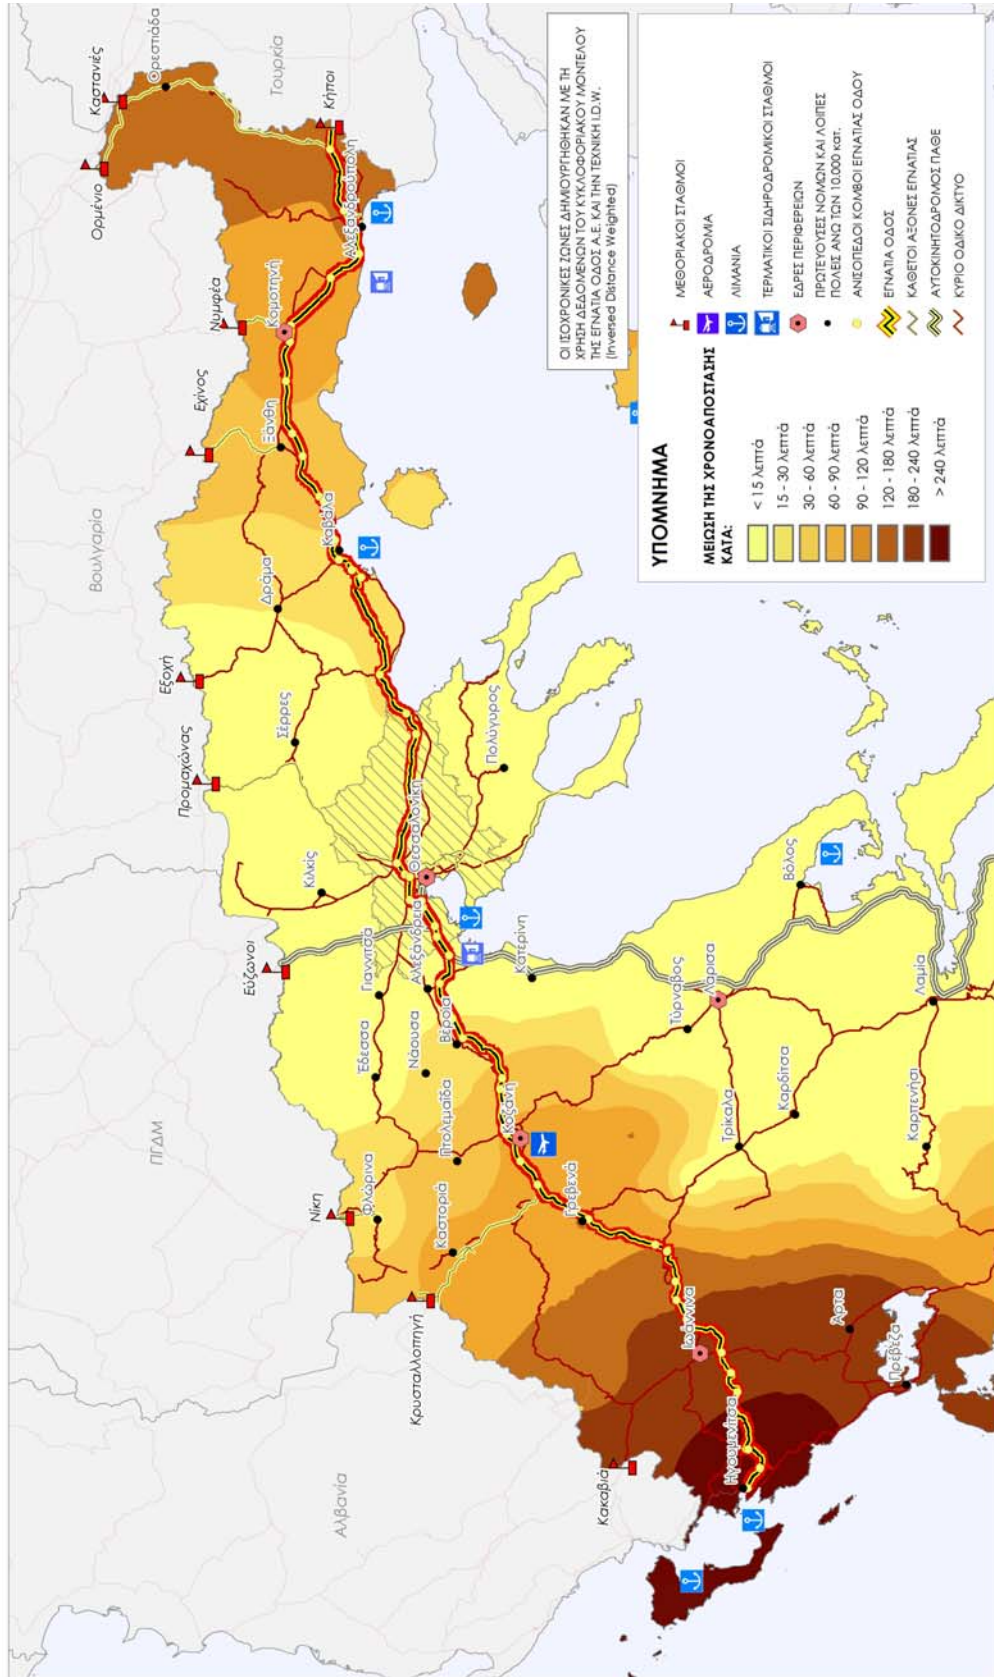 Ορμένιο
Καστανιές
Ορεστιάδα
Τουρκία
Κήποι
Αλεξανδρούπολη
Νυμφέα
Κομοτηνή
Εχίνος
Ξάνθη
Καβάλα
Βουλγαρία
Δράμα
Εξοχή
Σέρρες
Προμαχώνας
Πολύγυρος
Θεσσαλονίκη
Κιλκίς
Εύζωνοι
Γιαννιτσά
Αλεξάνδρεια
Κατερίνη
Βέροια
Νάουσα
Έδεσσα
ΠΓΔΜ
Πτολεμαΐδα
Κοζάνη
Νίκη
Φλώρινα
Καστοριά
Γρεβενά
Κρυσταλλοπηγή
Αλβανία
Κακαβιά
Ηγουμενίτσα
Ιωάννινα
Άρτα
Πρέβεζα
Τρίκαλα
Καρδίτσα
Καρπενήσι
Τύρναβος
Λάρισα
Λαμία
Βόλος
ΟΙ ΙΣΟΧΡΟΝΙΚΕΣ ΖΩΝΕΣ ΔΗΜΙΟΥΡΓΗΘΗΚΑΝ ΜΕ ΤΗ
ΧΡΗΣΗ ΔΕΔΟΜΕΝΩΝ ΤΟΥ ΚΥΚΛΟΦΟΡΙΑΚΟΥ ΜΟΝΤΕΛΟΥ
ΤΗΣ ΕΓΝΑΤΙΑ ΟΔΟΣ Α.Ε. ΚΑΙ ΤΗΝ ΤΕΧΝΙΚΗ I.D.W.
(Inversed Distance Weighted)
ΥΠΟΜΝΗΜΑ
ΜΕΙΩΣΗ ΤΗΣ ΧΡΟΝΟΑΠΟΣΤΑΣΗΣ
ΚΑΤΑ:
< 15 λεπτά
15 - 30 λεπτά
30 - 60 λεπτά
60 - 90 λεπτά
90 - 120 λεπτά
120 - 180 λεπτά
180 - 240 λεπτά
> 240 λεπτά
ΜΕΘΟΡΙΑΚΟΙ ΣΤΑΘΜΟΙ
ΑΕΡΟΔΡΟΜΙΑ
ΛΙΜΑΝΙΑ
ΤΕΡΜΑΤΙΚΟΙ ΣΙΔΗΡΟΔΡΟΜΙΚΟΙ ΣΤΑΘΜΟΙ
ΕΔΡΕΣ ΠΕΡΙΦΕΡΕΙΩΝ
ΠΡΩΤΕΥΟΥΣΕΣ ΝΟΜΩΝ ΚΑΙ ΛΟΙΠΕΣ
ΠΟΛΕΙΣ ΑΝΩ ΤΩΝ 10.000 κατ.
ΑΝΙΣΟΠΕΔΟΙ ΚΟΜΒΟΙ ΕΓΝΑΤΙΑΣ ΟΔΟΥ
ΕΓΝΑΤΙΑ ΟΔΟΣ
ΚΑΘΕΤΟΙ ΑΞΟΝΕΣ ΕΓΝΑΤΙΑΣ
ΑΥΤΟΚΙΝΗΤΟΔΡΟΜΟΣ ΠΑΘΕ
ΚΥΡΙΟ ΟΔΙΚΟ ΔΙΚΤΥΟ